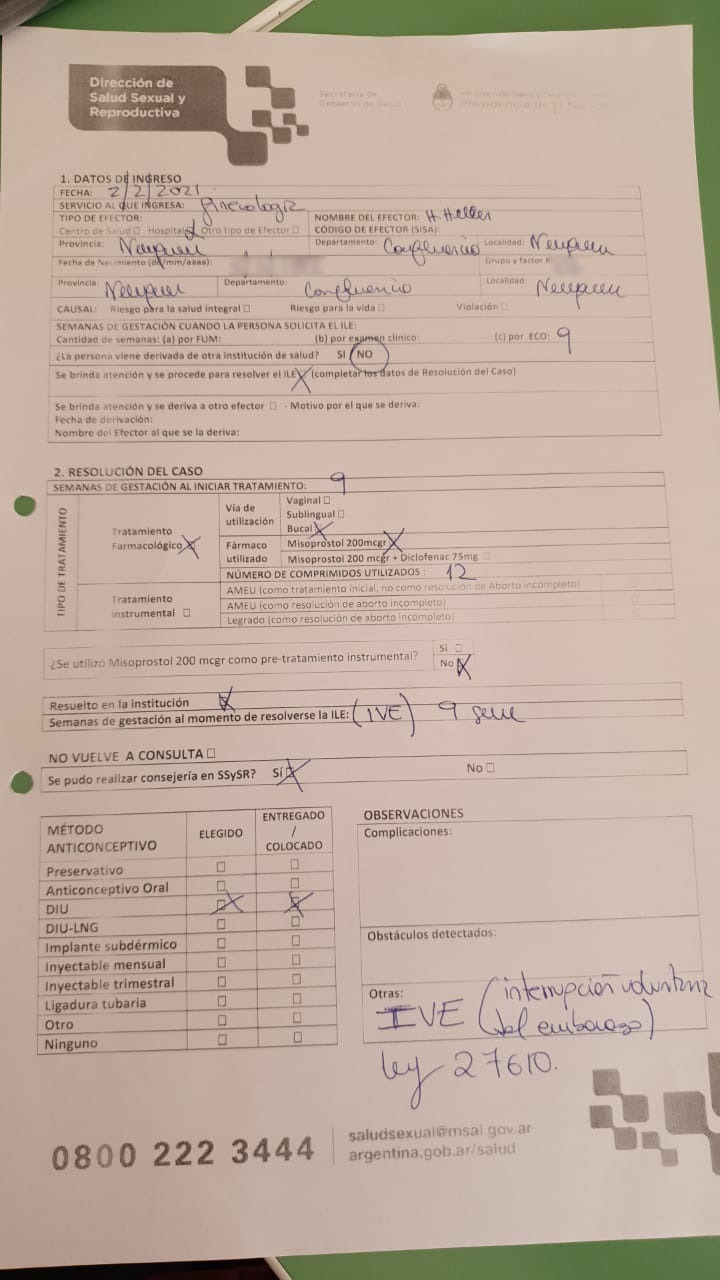 Dirección de
Salud Sexual y
Reproductiva
Secretaría de
Gobierno de Salud
Presidencia de la Nación
1. DATOS DE INGRESO
FECHA: 2/2/2021
SERVICIO AL QUE INGRESA: Ginecología
TIPO DE EFECTOR: NOMBRE DEL EFECTOR: H. Heller
Centro de Salud □ Hospital X Otro tipo de Efector □ CÓDIGO DE EFECTOR (SISA):
Provincia: Neuquen Departamento: Confluencia Localidad: Neuquen
Fecha de Nacimiento (dd/mm/aaaa): Grupo y factor
Provincia: Neuquen Departamento: Confluencia Localidad: Neuquen
CAUSAL: Riesgo para la salud integral □ Riesgo para la vida □ Violación □
SEMANAS DE GESTACIÓN CUANDO LA PERSONA SOLICITA EL ILE:
Cantidad de semanas: (a) por FUM: (b) por examen clínico: (c) por ECO: 9
¿La persona viene derivada de otra institución de salud? SI / NO
Se brinda atención y se procede para resolver el ILE X (completar los datos de Resolución del Caso)
Se brinda atención y se deriva a otro efector □ - Motivo por el que se deriva:
Fecha de derivación:
Nombre del Efector al que se la deriva:
2. RESOLUCIÓN DEL CASO
SEMANAS DE GESTACIÓN AL INICIAR TRATAMIENTO: 9
TIPO DE TRATAMIENTO
Tratamiento
Farmacológico X
Vía de
utilización
Vaginal □
Sublingual □
Bucal X
Fármaco
utilizado
Misoprostol 200mcgr X
Misoprostol 200 mcgr + Diclofenac 75mg □
NÚMERO DE COMPRIMIDOS UTILIZADOS : 12
Tratamiento
instrumental □
AMEU (como tratamiento inicial, no como resolución de Aborto incompleto) □
AMEU (como resolución de aborto incompleto) □
Legrado (como resolución de aborto incompleto) □
¿Se utilizó Misoprostol 200 mcgr como pre-tratamiento instrumental?
Si □
No X
Resuelto en la institución X
Semanas de gestación al momento de resolverse la ILE: (IVE) 9 sem
NO VUELVE A CONSULTA □
Se pudo realizar consejería en SSySR? Sí X No □
MÉTODO
ANTICONCEPTIVO
ELEGIDO
ENTREGADO
/
COLOCADO
Preservativo □ □
Anticonceptivo Oral □ □
DIU X X
DIU-LNG □ □
Implante subdérmico □ □
Inyectable mensual □ □
Inyectable trimestral □ □
Ligadura tubaria □ □
Otro □ □
Ninguno □ □
OBSERVACIONES
Complicaciones:
Obstáculos detectados:
Otras: (interrupción voluntaria
IVE del embarazo)
ley 27610.
0800 222 3444
saludsexual@msal.gov.ar
argentina.gob.ar/salud